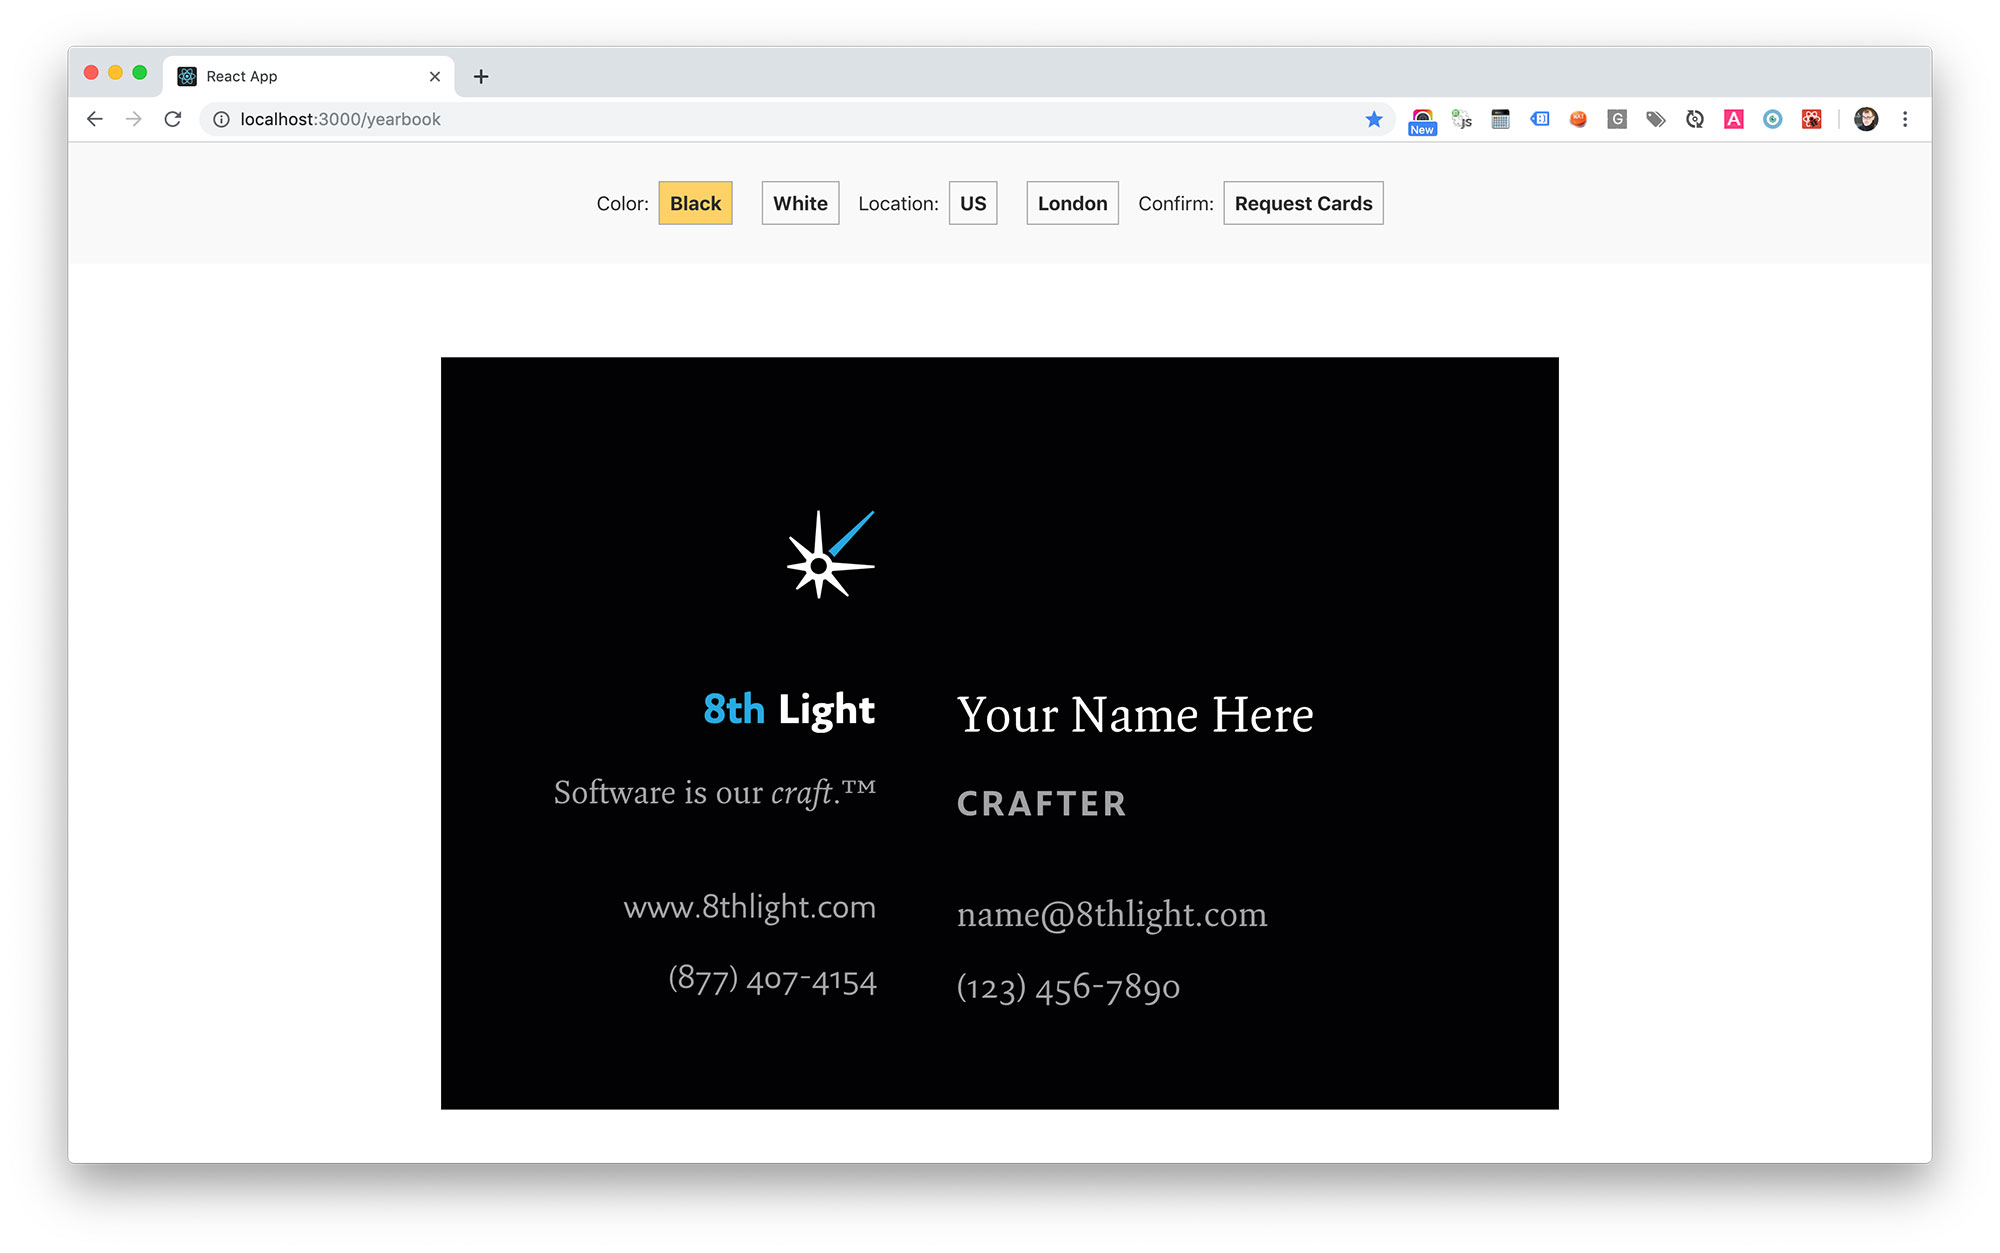 React App
localhost:3000/yearbook
New
js
G
A
Color: Black White Location: US London Confirm: Request Cards
8th Light
Software is our craft.™
www.8thlight.com
(877) 407-4154
Your Name Here
CRAFTER
name@8thlight.com
(123) 456-7890